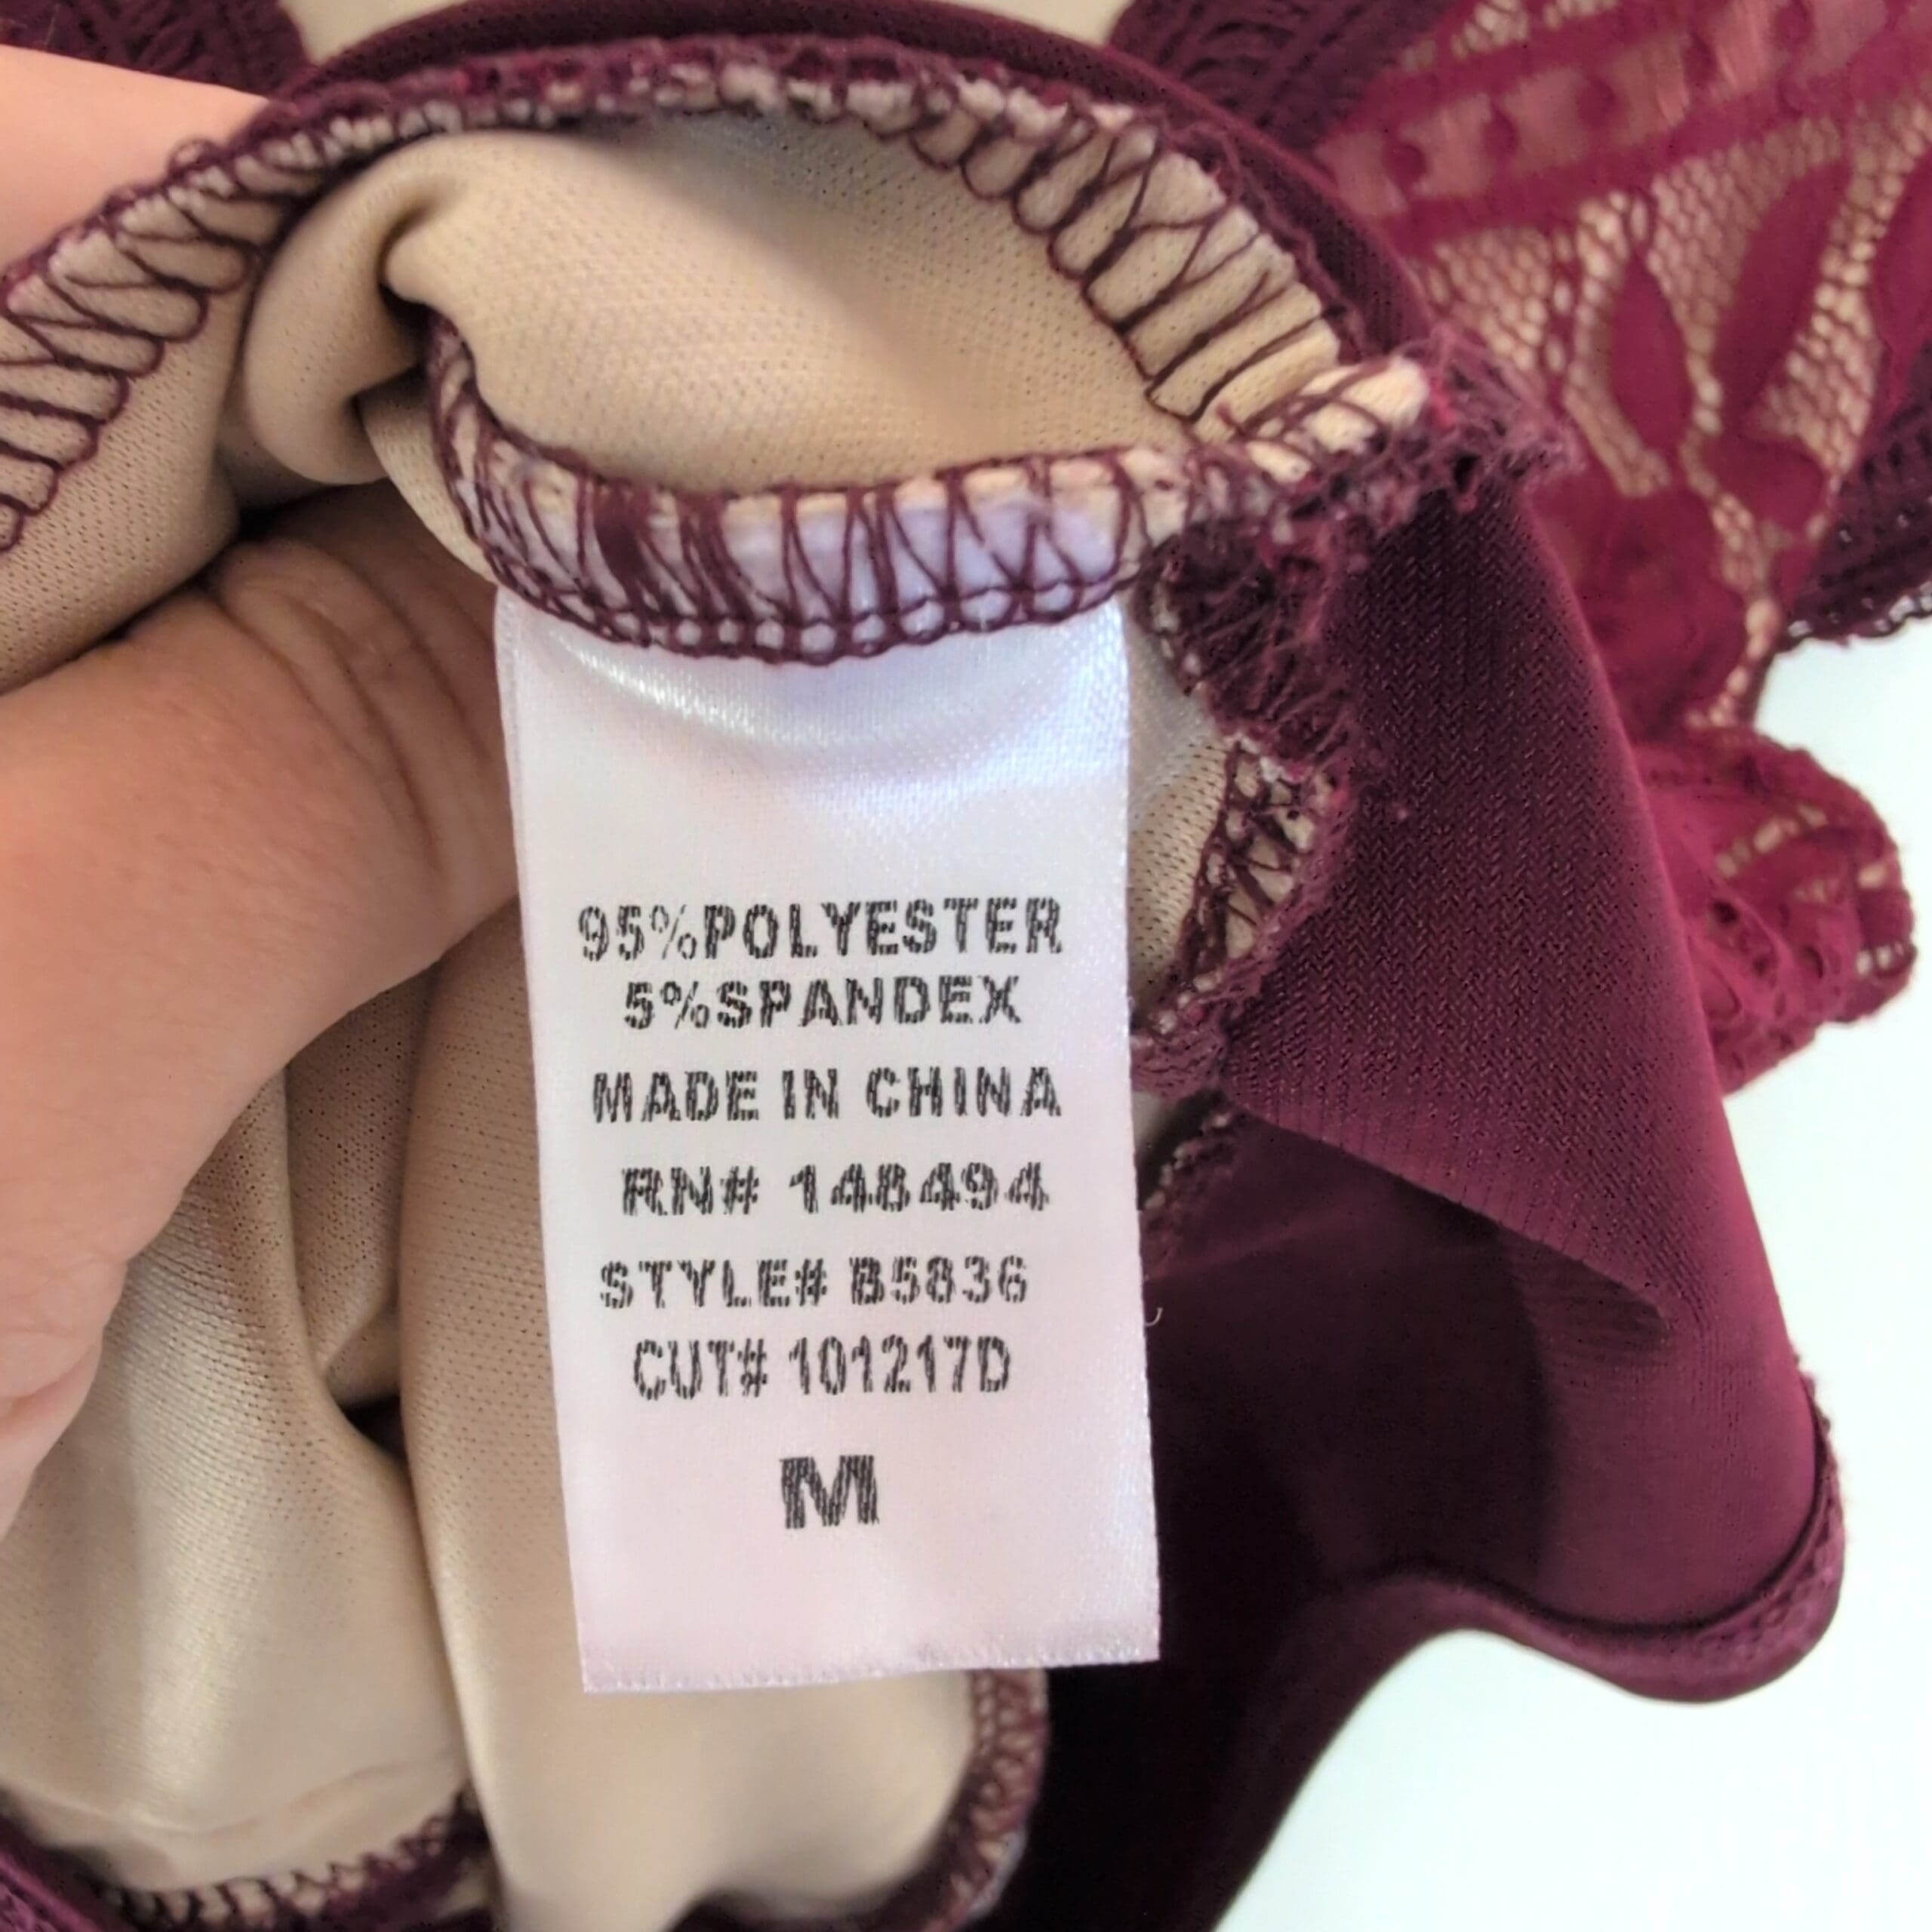 95%POLYESTER
5%SPANDEX
MADE IN CHINA
RN# 148494
STYLE# B5836
CUT# 101217D
M